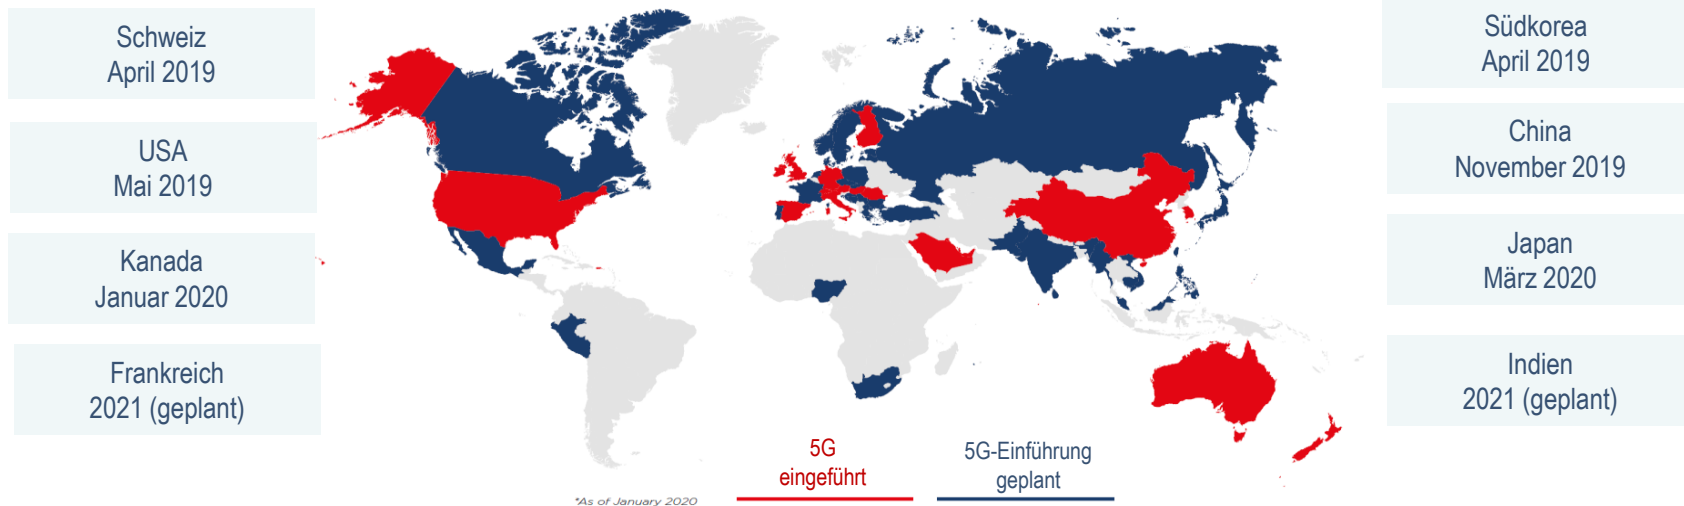 Schweiz
April 2019
USA
Mai 2019
Kanada
Januar 2020
Frankreich
2021 (geplant)
Südkorea
April 2019
China
November 2019
Japan
März 2020
Indien
2021 (geplant)
5G
eingeführt
5G-Einführung
geplant
*As of January 2020